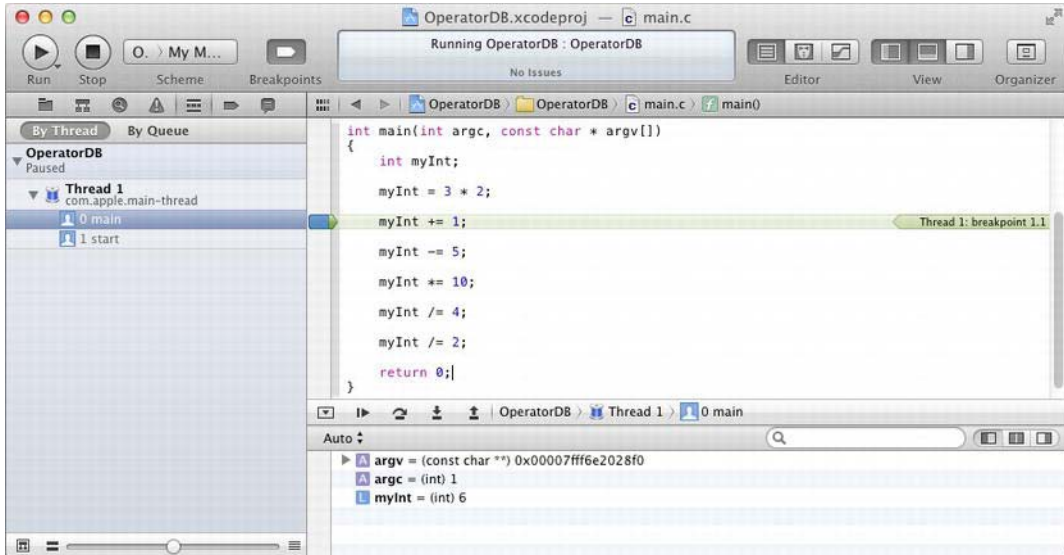 OperatorDB.xcodeproj — main.c
Run
Stop
O. 〉 My M...
Scheme
Breakpoints
Running OperatorDB : OperatorDB
No Issues
Editor
View
Organizer
By Thread
By Queue
OperatorDB
Paused
Thread 1
com.apple.main-thread
0 main
1 start
OperatorDB 〉 OperatorDB 〉 main.c 〉 main()
int main(int argc, const char * argv[])
{
int myInt;
myInt = 3 * 2;
myInt += 1;
Thread 1: breakpoint 1.1
myInt -= 5;
myInt *= 10;
myInt /= 4;
myInt /= 2;
return 0;
}
OperatorDB 〉 Thread 1 〉 0 main
Auto
A argv = (const char **) 0x00007fff6e2028f0
A argc = (int) 1
L myInt = (int) 6